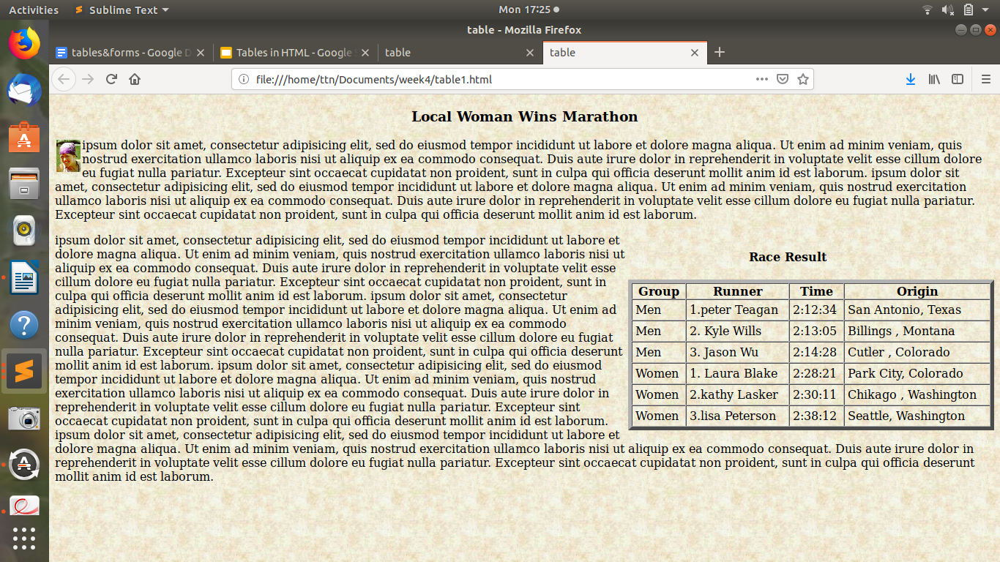 Activities Sublime Text Mon 17:25
table - Mozilla Firefox
tables&forms - Google D Tables in HTML - Google table table
file:///home/ttn/Documents/week4/table1.html
Local Woman Wins Marathon
ipsum dolor sit amet, consectetur adipisicing elit, sed do eiusmod tempor incididunt ut labore et dolore magna aliqua. Ut enim ad minim veniam, quis
nostrud exercitation ullamco laboris nisi ut aliquip ex ea commodo consequat. Duis aute irure dolor in reprehenderit in voluptate velit esse cillum dolore
eu fugiat nulla pariatur. Excepteur sint occaecat cupidatat non proident, sunt in culpa qui officia deserunt mollit anim id est laborum. ipsum dolor sit
amet, consectetur adipisicing elit, sed do eiusmod tempor incididunt ut labore et dolore magna aliqua. Ut enim ad minim veniam, quis nostrud exercitation
ullamco laboris nisi ut aliquip ex ea commodo consequat. Duis aute irure dolor in reprehenderit in voluptate velit esse cillum dolore eu fugiat nulla pariatur.
Excepteur sint occaecat cupidatat non proident, sunt in culpa qui officia deserunt mollit anim id est laborum.
ipsum dolor sit amet, consectetur adipisicing elit, sed do eiusmod tempor incididunt ut labore et
dolore magna aliqua. Ut enim ad minim veniam, quis nostrud exercitation ullamco laboris nisi ut
aliquip ex ea commodo consequat. Duis aute irure dolor in reprehenderit in voluptate velit esse
cillum dolore eu fugiat nulla pariatur. Excepteur sint occaecat cupidatat non proident, sunt in
culpa qui officia deserunt mollit anim id est laborum. ipsum dolor sit amet, consectetur
adipisicing elit, sed do eiusmod tempor incididunt ut labore et dolore magna aliqua. Ut enim ad
minim veniam, quis nostrud exercitation ullamco laboris nisi ut aliquip ex ea commodo
consequat. Duis aute irure dolor in reprehenderit in voluptate velit esse cillum dolore eu fugiat
nulla pariatur. Excepteur sint occaecat cupidatat non proident, sunt in culpa qui officia deserunt
mollit anim id est laborum. ipsum dolor sit amet, consectetur adipisicing elit, sed do eiusmod
tempor incididunt ut labore et dolore magna aliqua. Ut enim ad minim veniam, quis nostrud
exercitation ullamco laboris nisi ut aliquip ex ea commodo consequat. Duis aute irure dolor in
reprehenderit in voluptate velit esse cillum dolore eu fugiat nulla pariatur. Excepteur sint
occaecat cupidatat non proident, sunt in culpa qui officia deserunt mollit anim id est laborum.
ipsum dolor sit amet, consectetur adipisicing elit, sed do eiusmod tempor incididunt ut labore et
dolore magna aliqua. Ut enim ad minim veniam, quis nostrud exercitation ullamco laboris nisi ut aliquip ex ea commodo consequat. Duis aute irure dolor in
reprehenderit in voluptate velit esse cillum dolore eu fugiat nulla pariatur. Excepteur sint occaecat cupidatat non proident, sunt in culpa qui officia deserunt
mollit anim id est laborum.
Race Result
Group Runner Time Origin
Men 1.peter Teagan 2:12:34 San Antonio, Texas
Men 2. Kyle Wills 2:13:05 Billings , Montana
Men 3. Jason Wu 2:14:28 Cutler , Colorado
Women 1. Laura Blake 2:28:21 Park City, Colorado
Women 2.kathy Lasker 2:30:11 Chikago , Washington
Women 3.lisa Peterson 2:38:12 Seattle, Washington